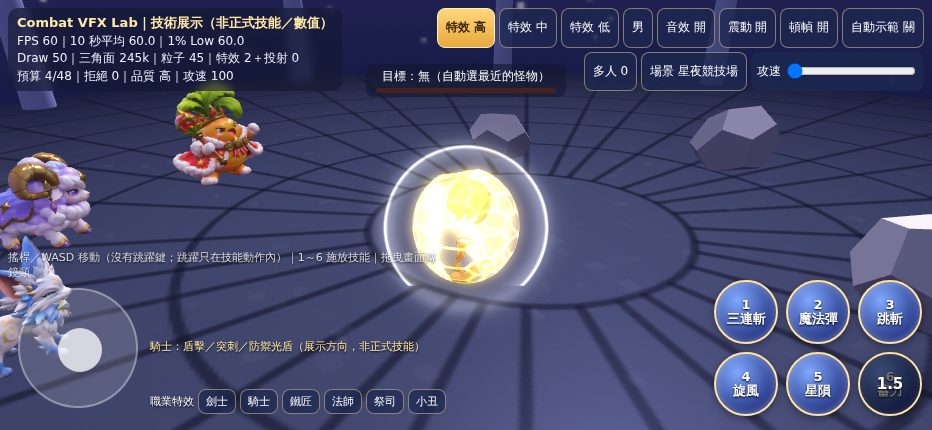 Combat VFX Lab｜技術展示（非正式技能／數值）
FPS 60｜10 秒平均 60.0｜1% Low 60.0
Draw 50｜三角面 245k｜粒子 45｜特效 2＋投射 0
預算 4/48｜拒絕 0｜品質 高｜攻速 100
特效 高
特效 中
特效 低
男
音效 開
震動 開
頓幀 開
自動示範 關
目標：無（自動選最近的怪物）
多人 0
場景 星夜競技場
攻速
搖桿／WASD 移動（沒有跳躍鍵；跳躍只在技能動作內）｜1～6 施放技能｜拖曳畫面轉
鏡頭
1
三連斬
2
魔法彈
3
跳斬
騎士：盾擊／突刺／防禦光盾（展示方向，非正式技能）
4
旋風
5
星隕
6
1.5
蓄力
職業特效
劍士
騎士
鐵匠
法師
祭司
小丑